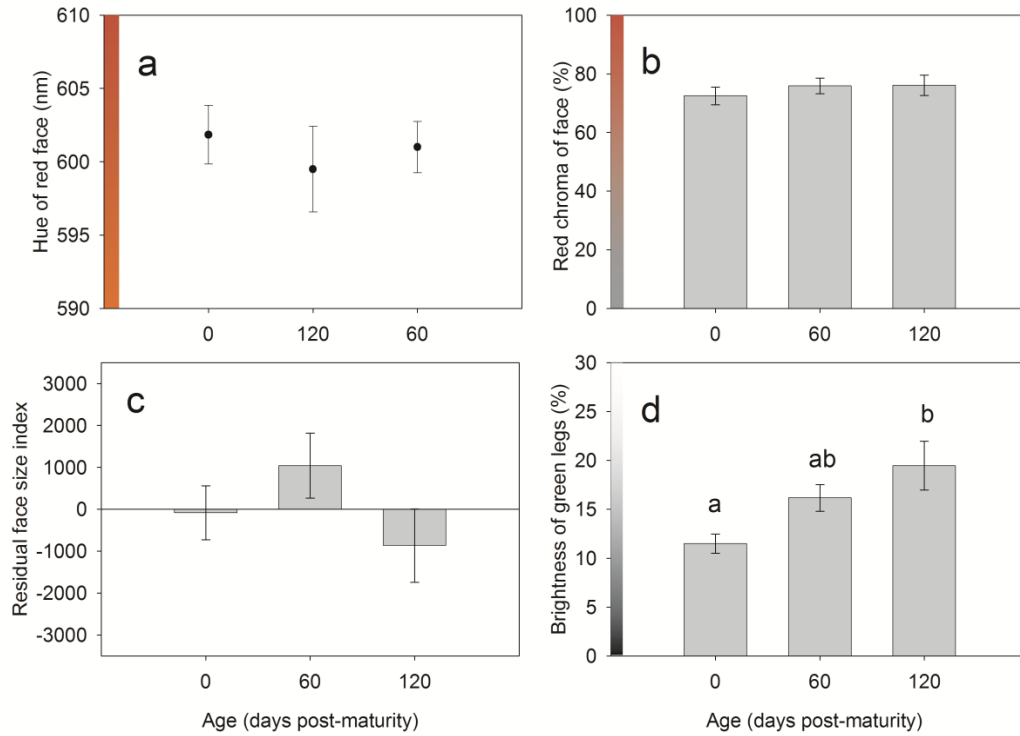 a
Hue of red face (nm)
610
605
600
595
590
0 120 60
b
Red chroma of face (%)
100
80
60
40
20
0
0 60 120
c
Residual face size index
3000
2000
1000
0
-1000
-2000
-3000
0 60 120
Age (days post-maturity)
d
Brightness of green legs (%)
30
25
20
15
10
5
0
a
ab
b
0 60 120
Age (days post-maturity)